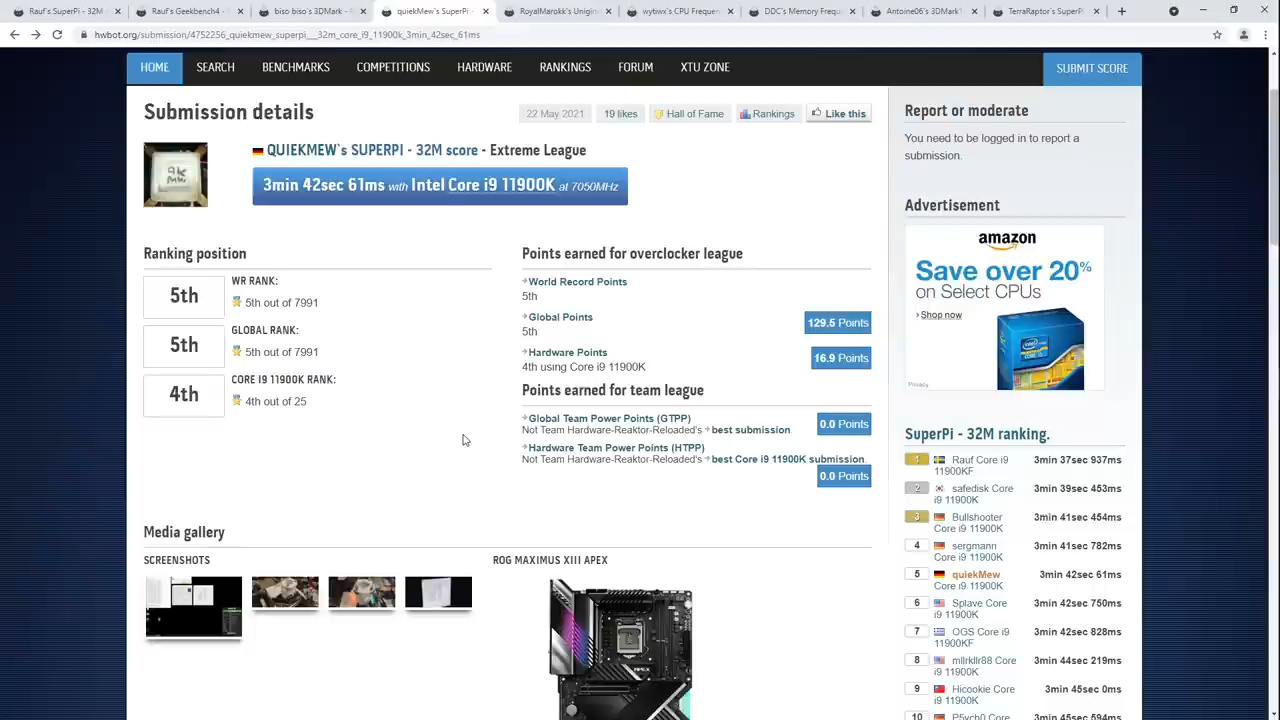 Rauf's SuperPi - 32M
Rauf's Geekbench4 -
biso biso's 3DMark -
quiekMew's SuperPi -
RoyalMarokk's Unigin
wytiwx's CPU Frequen
DDC's Memory Freque
Antoine06's 3DMark1
TerraRaptor's SuperPi
hwbot.org/submission/4752256_quiekmew_superpi___32m_core_i9_11900k_3min_42sec_61ms
HOME SEARCH BENCHMARKS COMPETITIONS HARDWARE RANKINGS FORUM XTU ZONE SUBMIT SCORE
Submission details
22 May 2021 19 likes Hall of Fame Rankings Like this
QUIEKMEW`s SUPERPI - 32M score - Extreme League
3min 42sec 61ms with Intel Core i9 11900K at 7050MHz
Ranking position
5th
WR RANK:
5th out of 7991
5th
GLOBAL RANK:
5th out of 7991
4th
CORE I9 11900K RANK:
4th out of 25
Points earned for overclocker league
World Record Points
5th
Global Points
5th
129.5 Points
Hardware Points
4th using Core i9 11900K
16.9 Points
Points earned for team league
Global Team Power Points (GTPP)
Not Team Hardware-Reaktor-Reloaded's best submission.
0.0 Points
Hardware Team Power Points (HTPP)
Not Team Hardware-Reaktor-Reloaded's best Core i9 11900K submission.
0.0 Points
Media gallery
SCREENSHOTS
ROG MAXIMUS XIII APEX
Report or moderate
You need to be logged in to report a
submission.
Advertisement
amazon
Save over 20%
on Select CPUs
Shop now
Privacy
SuperPi - 32M ranking.
1 Rauf Core i9 11900KF 3min 37sec 937ms
2 safedisk Core i9 11900K 3min 39sec 453ms
3 Bullshooter Core i9 11900K 3min 41sec 454ms
4 sergmann Core i9 11900K 3min 41sec 782ms
5 quiekMew Core i9 11900K 3min 42sec 61ms
6 Splave Core i9 11900K 3min 42sec 750ms
7 OGS Core i9 11900KF 3min 42sec 828ms
8 mllrkllr88 Core i9 11900K 3min 44sec 219ms
9 Hicookie Core i9 11900K 3min 45sec 0ms
10 P5ych0 Core 3min 45sec 594ms